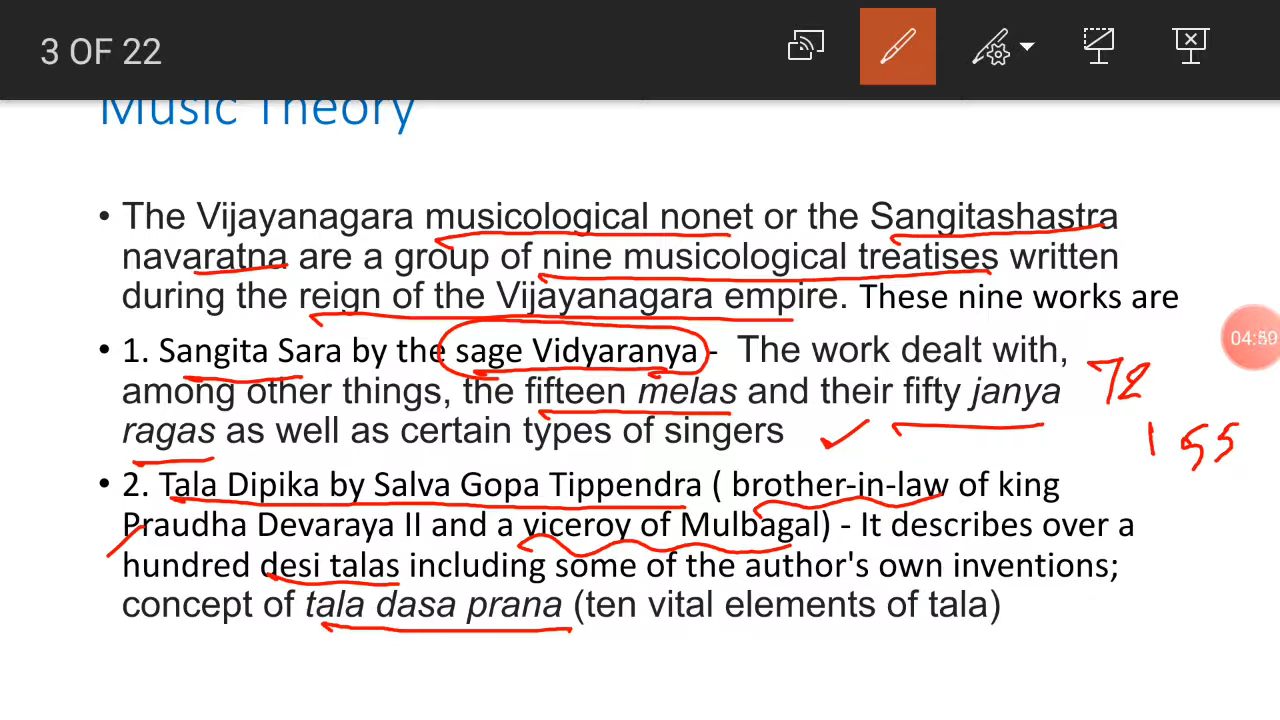 3 OF 22
Music Theory
• The Vijayanagara musicological nonet or the Sangitashastra
navaratna are a group of nine musicological treatises written
during the reign of the Vijayanagara empire. These nine works are
• 1. Sangita Sara by the sage Vidyaranya - The work dealt with,
among other things, the fifteen melas and their fifty janya
72
ragas as well as certain types of singers
155
• 2. Tala Dipika by Salva Gopa Tippendra ( brother-in-law of king
Praudha Devaraya II and a viceroy of Mulbagal) - It describes over a
hundred desi talas including some of the author's own inventions;
concept of tala dasa prana (ten vital elements of tala)